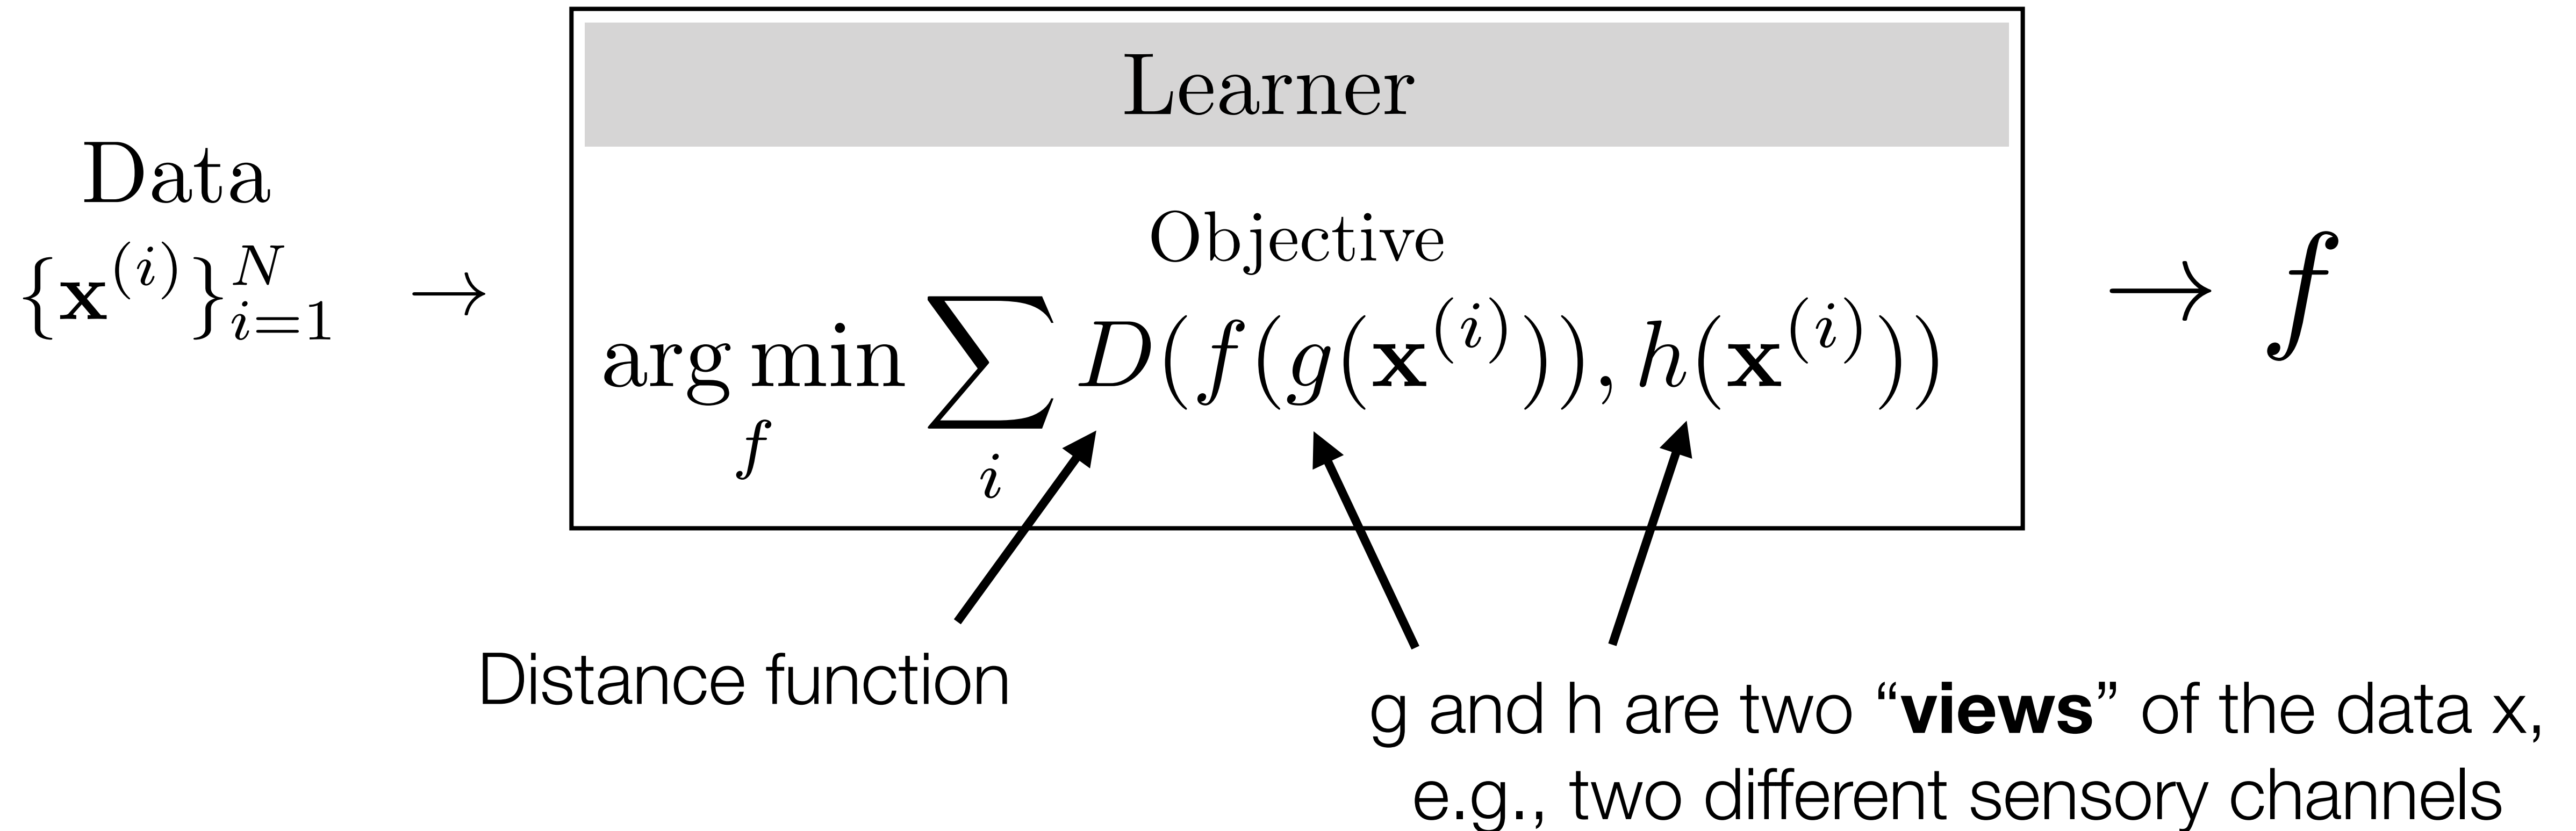 Learner
Data
{x^{(i)}}_{i=1}^{N} →
Objective
arg min_f ∑_i D(f(g(x^{(i)})), h(x^{(i)}))
→ f
Distance function
g and h are two “views” of the data x,
e.g., two different sensory channels